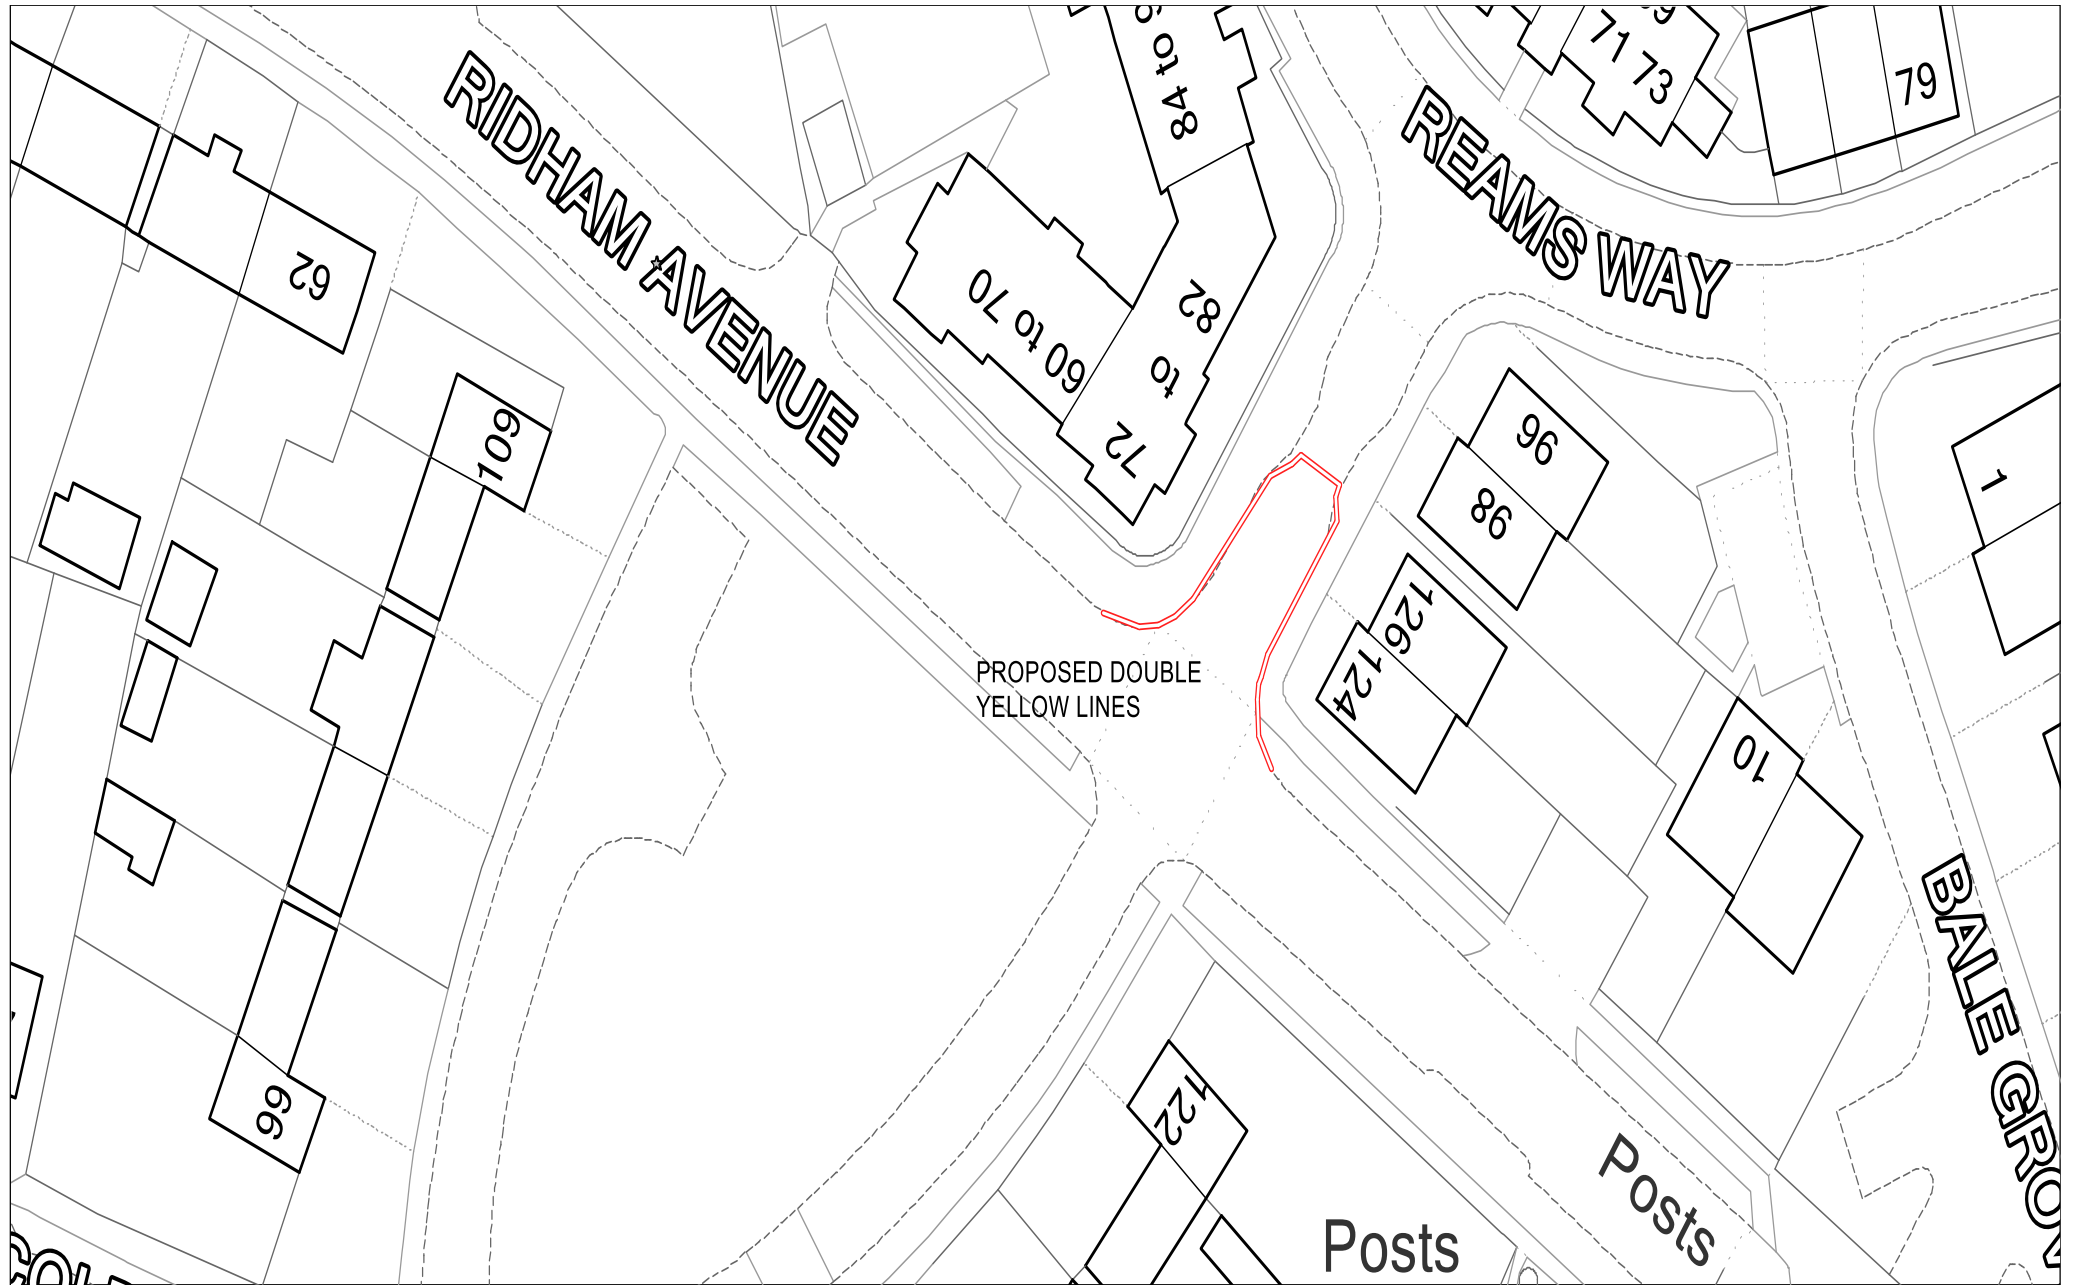 84 to
71
73
79
RIDHAM AVENUE
REAMS WAY
62
60 to 70
82
to
72
109
96
98
1
126
124
PROPOSED DOUBLE
YELLOW LINES
10
BALE GROV
99
122
Posts
Posts